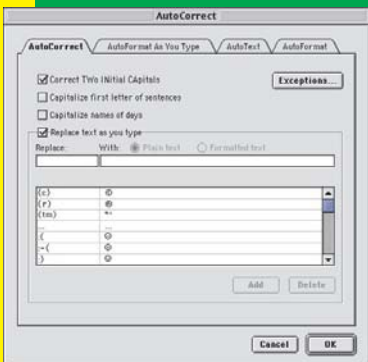 AutoCorrect
AutoCorrect AutoFormat As You Type AutoText AutoFormat
Correct TWo INitial CApitals Exceptions...
Capitalize first letter of sentences
Capitalize names of days
Replace text as you type
Replace: With: Plain text Formatted text
(c) ©
(r) ®
(tm) ™
... ...
:( ☹
:-( ☹
:) ☺
Add Delete
Cancel OK